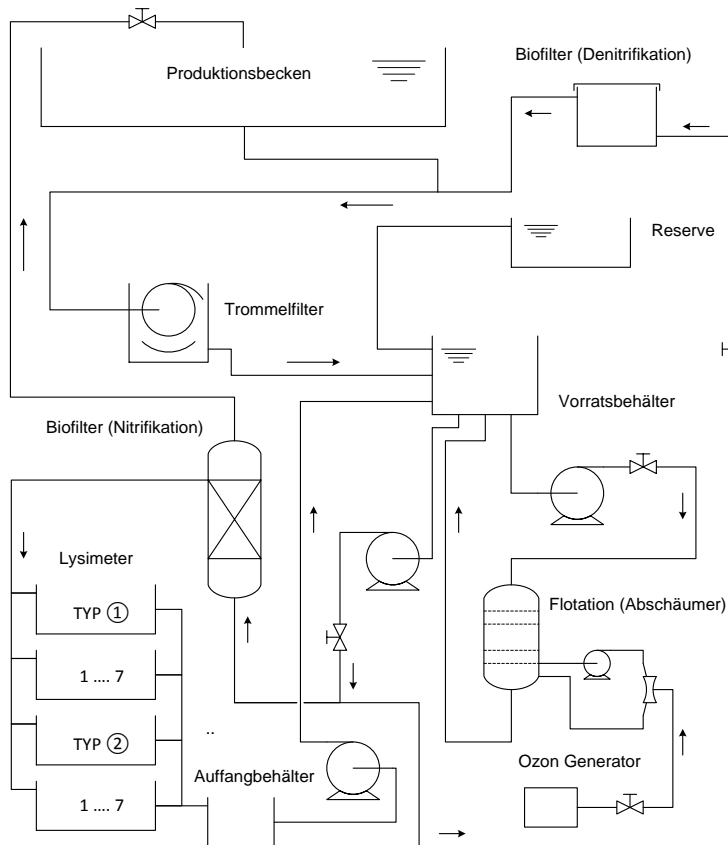 Produktionsbecken
Biofilter (Denitrifikation)
Reserve
Trommelfilter
Vorratsbehälter
Biofilter (Nitrifikation)
Lysimeter
TYP ①
1 .... 7
TYP ②
1 .... 7
..
Flotation (Abschäumer)
Auffangbehälter
Ozon Generator